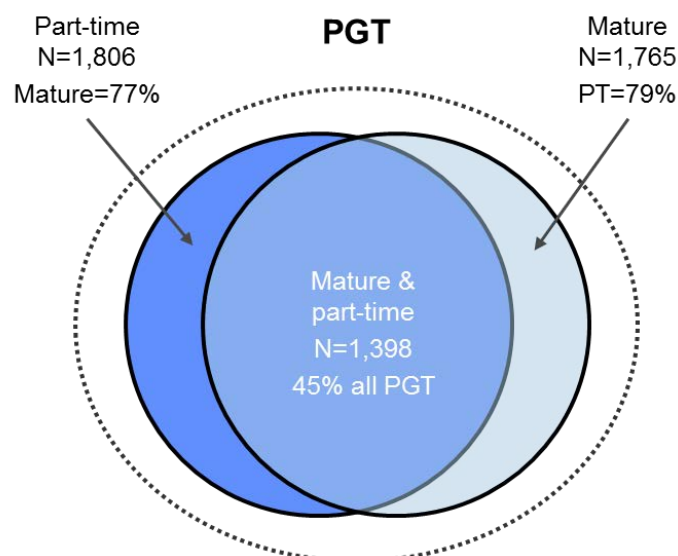 Part-time
N=1,806
Mature=77%
PGT
Mature
N=1,765
PT=79%
Mature &
part-time
N=1,398
45% all PGT